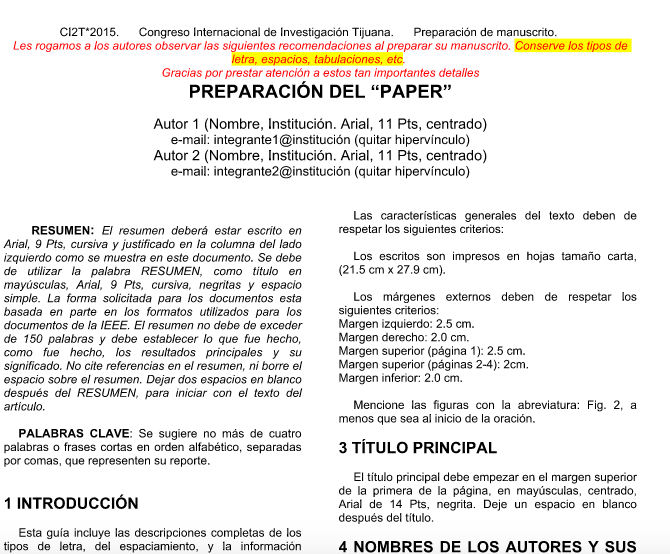 CI2T*2015. Congreso Internacional de Investigación Tijuana. Preparación de manuscrito.
Les rogamos a los autores observar las siguientes recomendaciones al preparar su manuscrito. Conserve los tipos de
letra, espacios, tabulaciones, etc.
Gracias por prestar atención a estos tan importantes detalles
PREPARACIÓN DEL “PAPER”
Autor 1 (Nombre, Institución. Arial, 11 Pts, centrado)
e-mail: integrante1@institución (quitar hipervínculo)
Autor 2 (Nombre, Institución. Arial, 11 Pts, centrado)
e-mail: integrante2@institución (quitar hipervínculo)
RESUMEN: El resumen deberá estar escrito en
Arial, 9 Pts, cursiva y justificado en la columna del lado
izquierdo como se muestra en este documento. Se debe
de utilizar la palabra RESUMEN, como título en
mayúsculas, Arial, 9 Pts, cursiva, negritas y espacio
simple. La forma solicitada para los documentos esta
basada en parte en los formatos utilizados para los
documentos de la IEEE. El resumen no debe de exceder
de 150 palabras y debe establecer lo que fue hecho,
como fue hecho, los resultados principales y su
significado. No cite referencias en el resumen, ni borre el
espacio sobre el resumen. Dejar dos espacios en blanco
después del RESUMEN, para iniciar con el texto del
artículo.
PALABRAS CLAVE: Se sugiere no más de cuatro
palabras o frases cortas en orden alfabético, separadas
por comas, que representen su reporte.
1 INTRODUCCIÓN
Esta guía incluye las descripciones completas de los
tipos de letra, del espaciamiento, y la información
Las características generales del texto deben de
respetar los siguientes criterios:
Los escritos son impresos en hojas tamaño carta,
(21.5 cm x 27.9 cm).
Los márgenes externos deben de respetar los
siguientes criterios:
Margen izquierdo: 2.5 cm.
Margen derecho: 2.0 cm.
Margen superior (página 1): 2.5 cm.
Margen superior (páginas 2-4): 2cm.
Margen inferior: 2.0 cm.
Mencione las figuras con la abreviatura: Fig. 2, a
menos que sea al inicio de la oración.
3 TÍTULO PRINCIPAL
El título principal debe empezar en el margen superior
de la primera de la página, en mayúsculas, centrado,
Arial de 14 Pts, negrita. Deje un espacio en blanco
después del título.
4 NOMBRES DE LOS AUTORES Y SUS